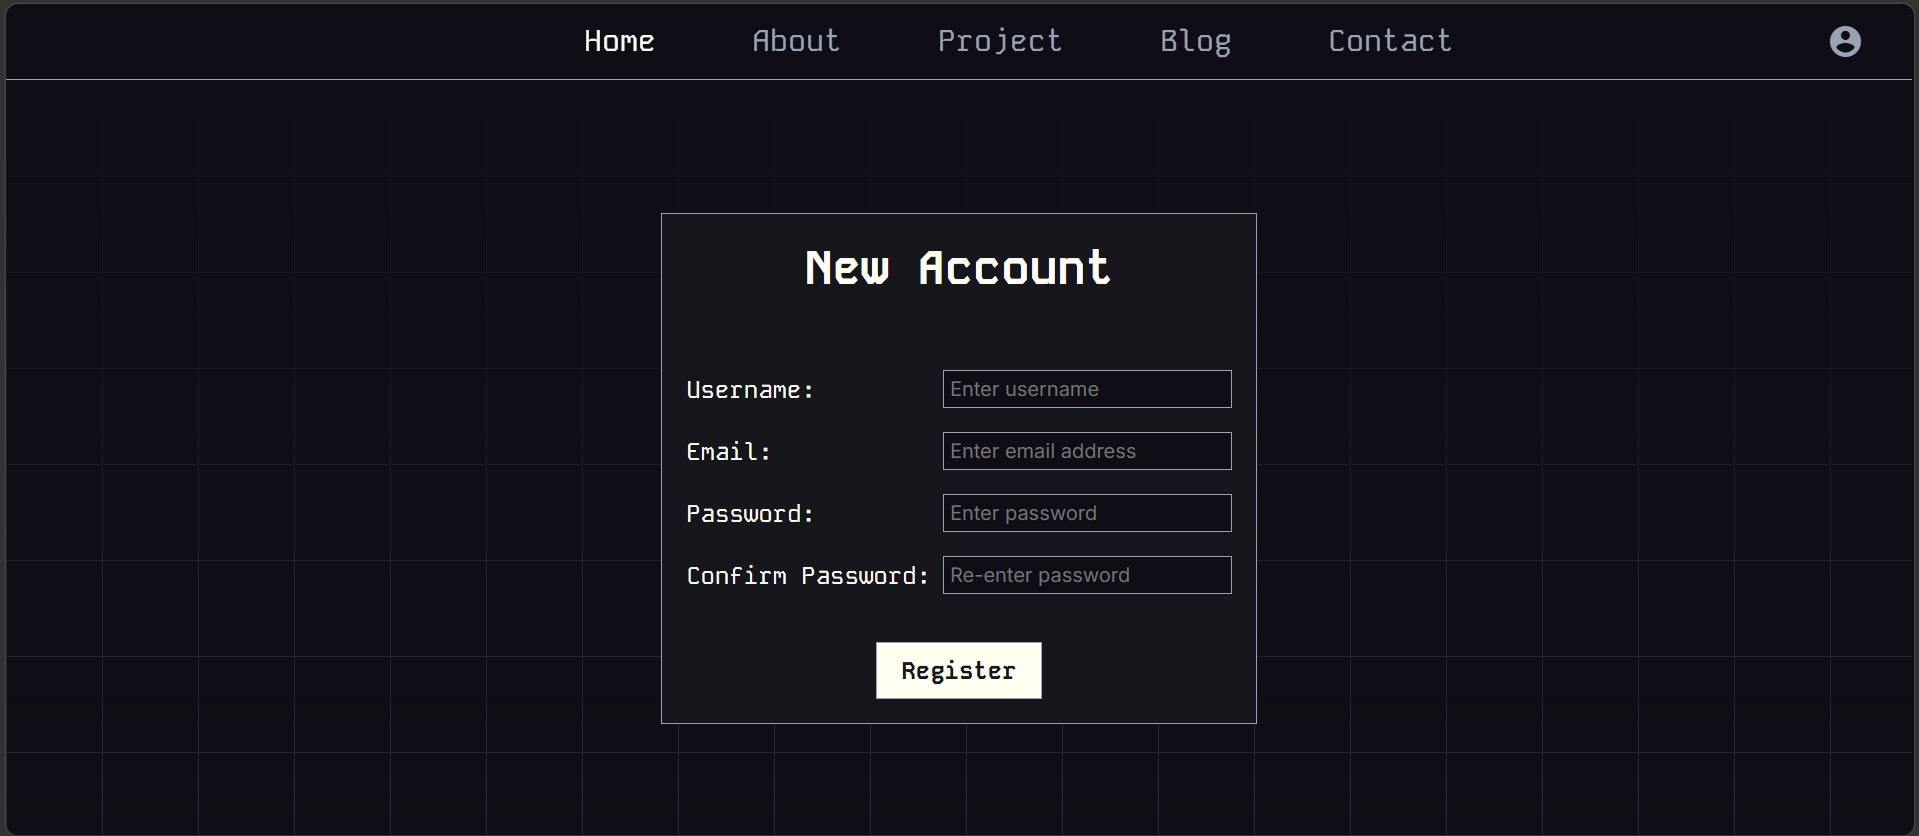 Home About Project Blog Contact
New Account
Username: Enter username
Email: Enter email address
Password: Enter password
Confirm Password: Re-enter password
Register